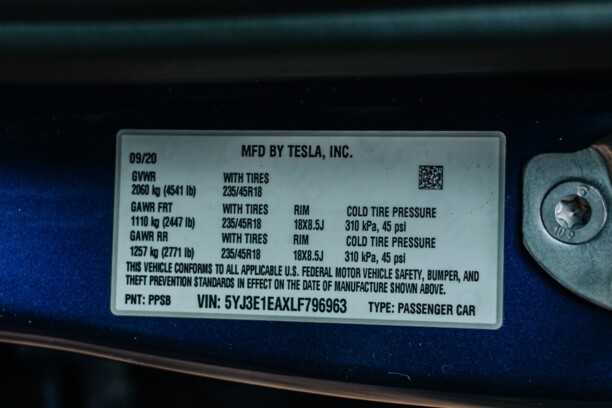 MFD BY TESLA, INC.
09/20
GVWR WITH TIRES
2060 kg (4541 lb) 235/45R18
GAWR FRT WITH TIRES RIM COLD TIRE PRESSURE
1110 kg (2447 lb) 235/45R18 18X8.5J 310 kPa, 45 psi
GAWR RR WITH TIRES RIM COLD TIRE PRESSURE
1257 kg (2771 lb) 235/45R18 18X8.5J 310 kPa, 45 psi
THIS VEHICLE CONFORMS TO ALL APPLICABLE U.S. FEDERAL MOTOR VEHICLE SAFETY, BUMPER, AND
THEFT PREVENTION STANDARDS IN EFFECT ON THE DATE OF MANUFACTURE SHOWN ABOVE.
PNT: PPSB VIN: 5YJ3E1EAXLF796963 TYPE: PASSENGER CAR